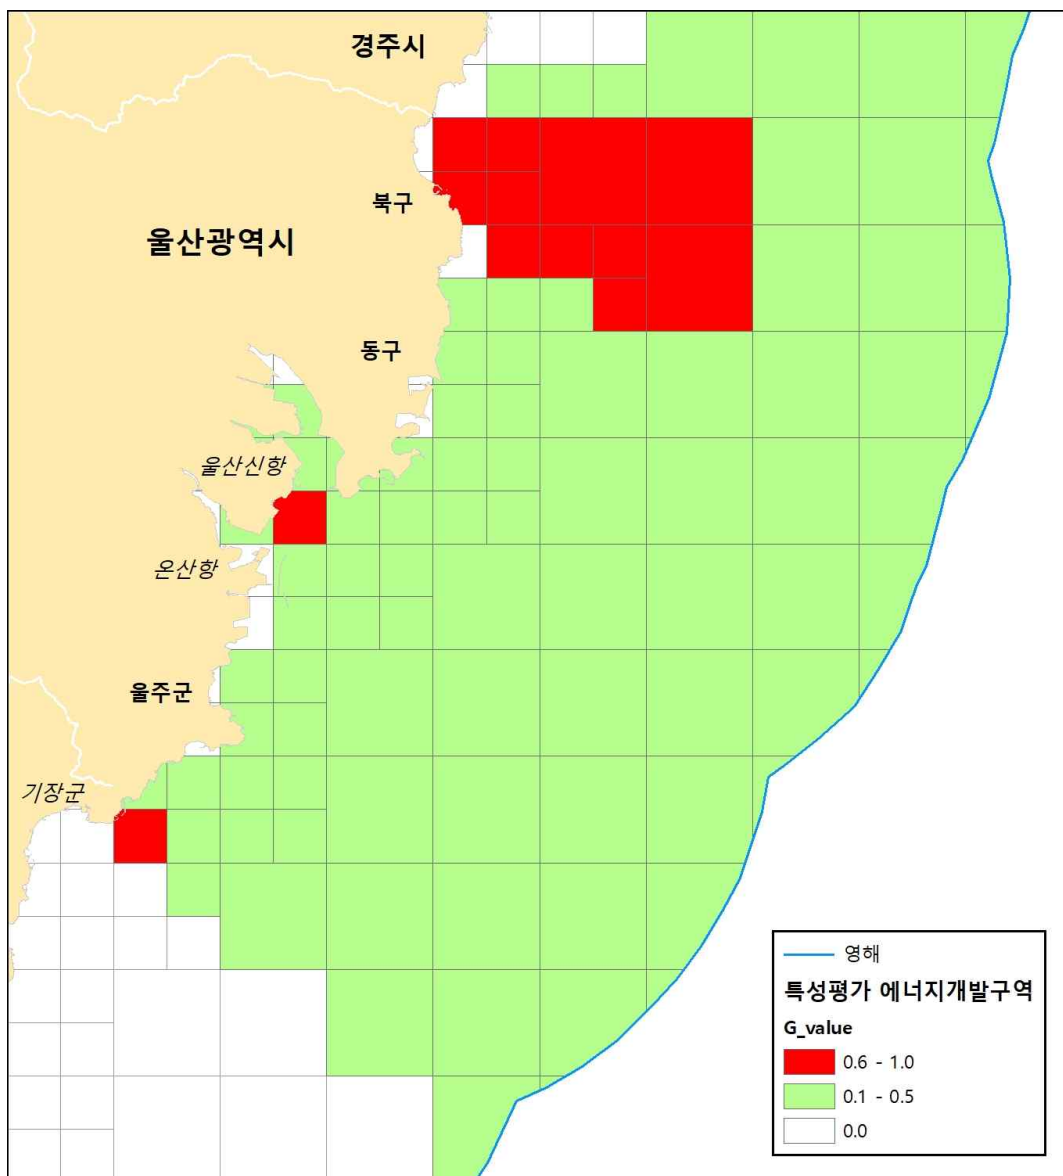 경주시
북구
울산광역시
동구
울산신항
온산항
울주군
기장군
영해
특성평가 에너지개발구역
G_value
0.6 - 1.0
0.1 - 0.5
0.0